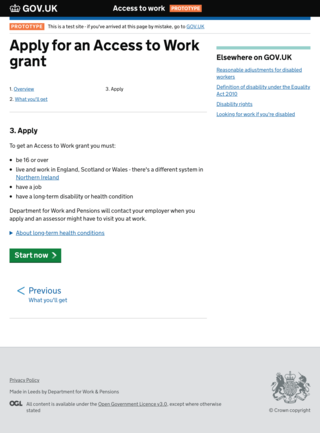 GOV.UK
Access to work PROTOTYPE
PROTOTYPE This is a test site - if you've arrived at this page by mistake, go to GOV.UK
Apply for an Access to Work
grant
1. Overview
2. What you'll get
3. Apply
3. Apply
To get an Access to Work grant you must:
be 16 or over
live and work in England, Scotland or Wales - there's a different system in
Northern Ireland
have a job
have a long-term disability or health condition
Department for Work and Pensions will contact your employer when you
apply and an assessor might have to visit you at work.
About long-term health conditions
Start now
Previous
What you'll get
Elsewhere on GOV.UK
Reasonable adjustments for disabled
workers
Definition of disability under the Equality
Act 2010
Disability rights
Looking for work if you're disabled
Privacy Policy
Made in Leeds by Department for Work & Pensions
OGL All content is available under the Open Government Licence v3.0, except where otherwise
stated
© Crown copyright